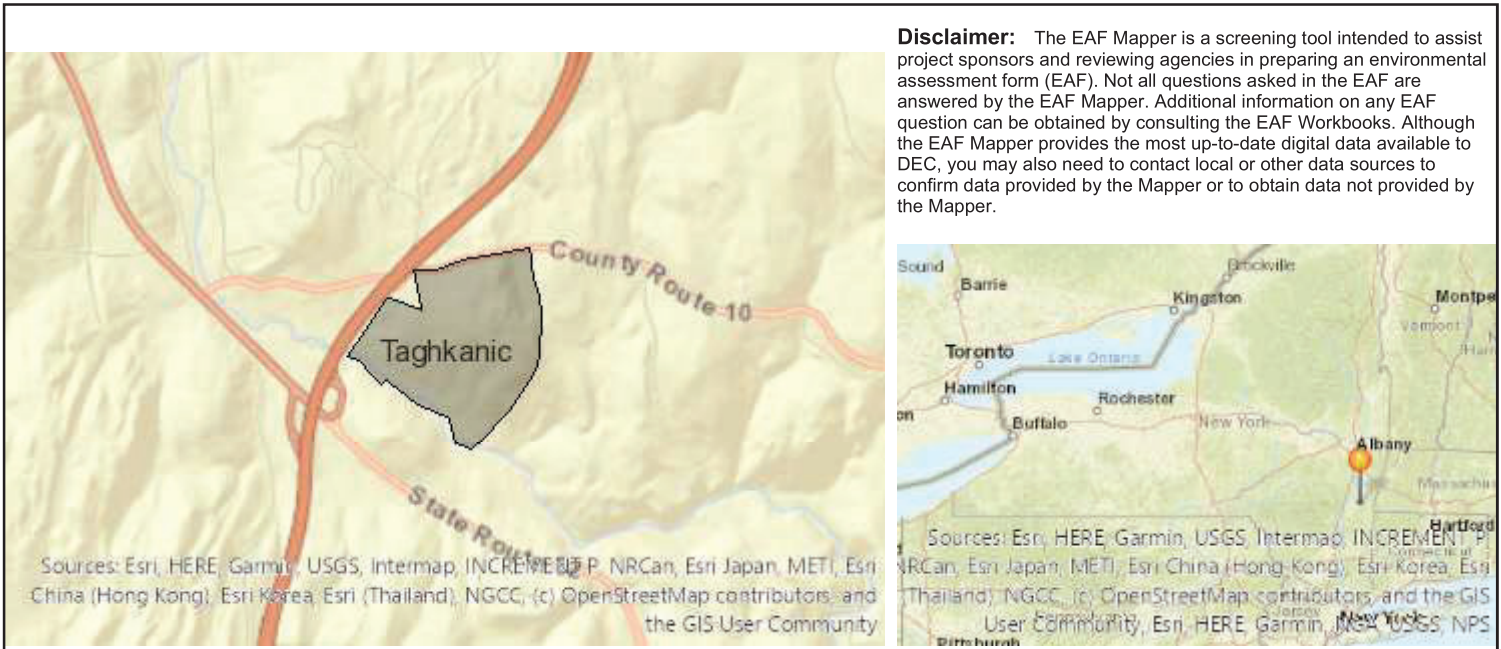 Disclaimer: The EAF Mapper is a screening tool intended to assist
project sponsors and reviewing agencies in preparing an environmental
assessment form (EAF). Not all questions asked in the EAF are
answered by the EAF Mapper. Additional information on any EAF
question can be obtained by consulting the EAF Workbooks. Although
the EAF Mapper provides the most up-to-date digital data available to
DEC, you may also need to contact local or other data sources to
confirm data provided by the Mapper or to obtain data not provided by
the Mapper.
County Route 10
Taghkanic
State Route
Sources: Esri, HERE, Garmin, USGS, Intermap, INCREMENT P, NRCan, Esri Japan, METI, Esri
China (Hong Kong), Esri Korea, Esri (Thailand), NGCC, (c) OpenStreetMap contributors, and
the GIS User Community
Sound
Barrie
Brockville
Kingston
Montpe
Vermont
Toronto
Lake Ontario
Hamilton
on
Rochester
Buffalo
New York
Albany
Massachu
Hartford
Connecticut
Sources: Esri, HERE, Garmin, USGS, Intermap, INCREMENT P,
NRCan, Esri Japan, METI, Esri China (Hong Kong), Esri Korea, Esri
(Thailand), NGCC, (c) OpenStreetMap contributors, and the GIS
User Community, Esri, HERE, Garmin, NGA, USGS, NPS
Pennsylvania
Jersey
New York
Pittsburgh